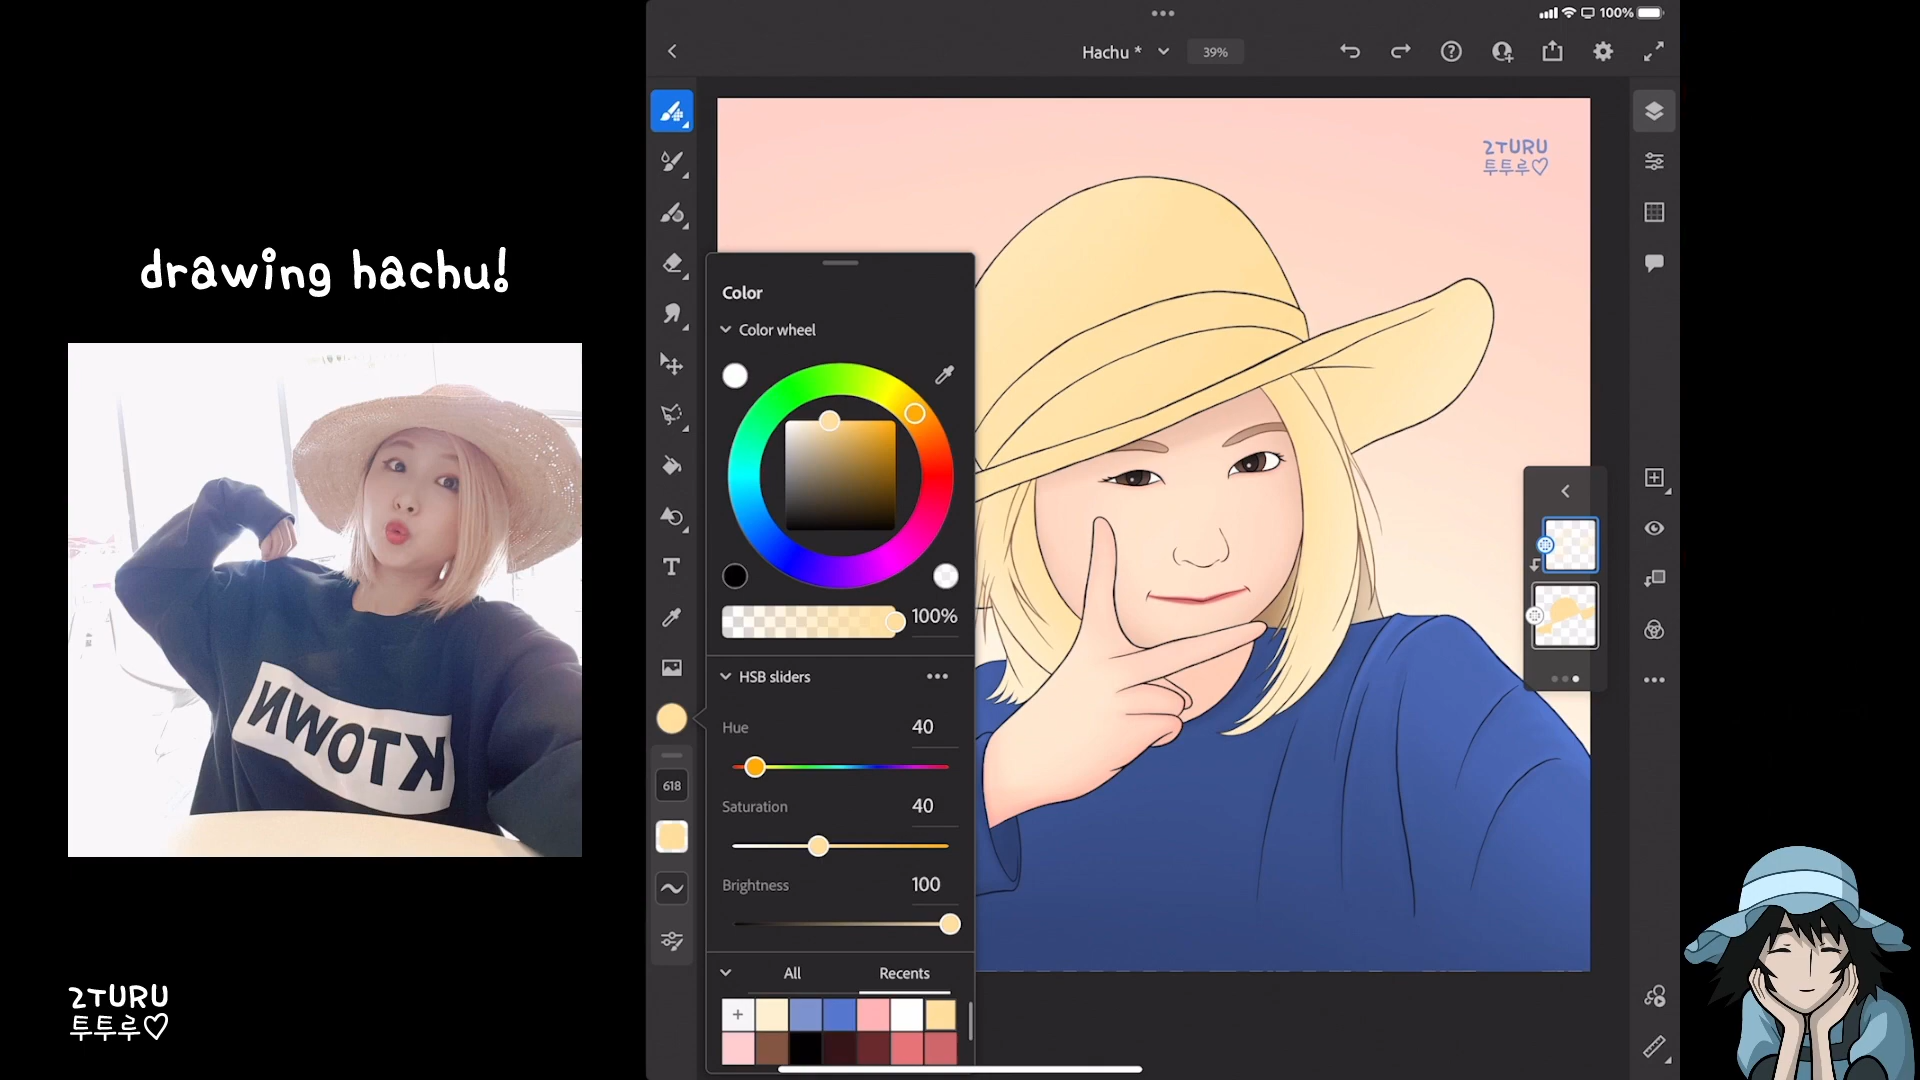 drawing hachu!
KTOWN
2TURU
투투루♡
100%
Hachu *
39%
2TURU
투투루♡
Color
Color wheel
100%
HSB sliders
Hue
40
Saturation
40
Brightness
100
All
Recents
T
618